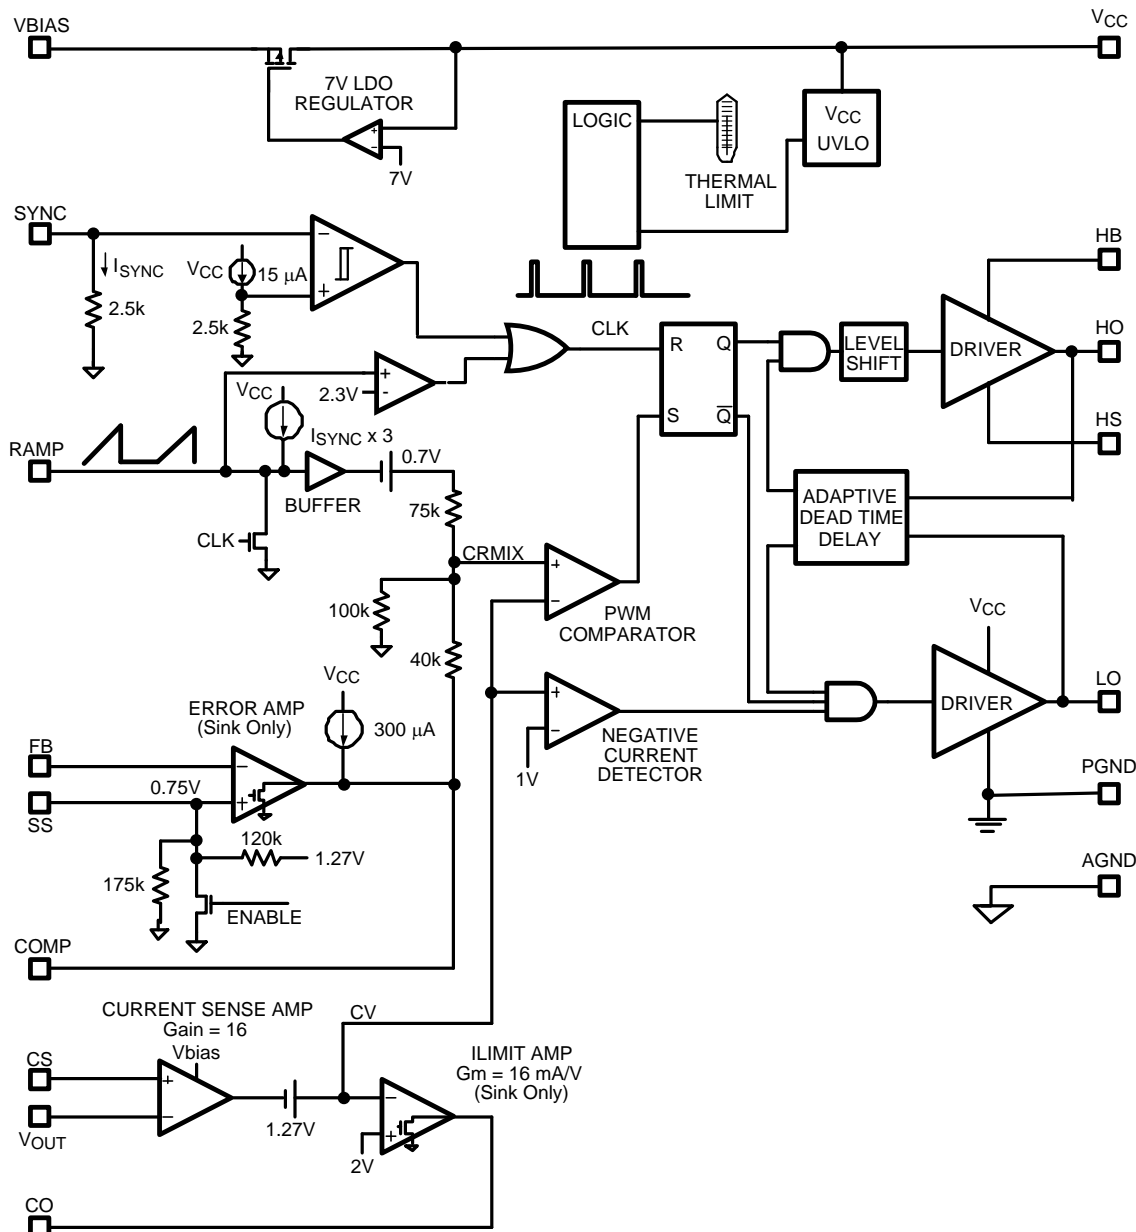 VBIAS
VCC
7V LDO
REGULATOR
7V
LOGIC
THERMAL
LIMIT
VCC
UVLO
SYNC
ISYNC
2.5k
VCC
15 μA
2.5k
CLK
HB
HO
HS
R
S
Q
Q
LEVEL
SHIFT
DRIVER
VCC
2.3V
ISYNC x 3
RAMP
BUFFER
0.7V
75k
CLK
CRMIX
100k
40k
PWM
COMPARATOR
ADAPTIVE
DEAD TIME
DELAY
VCC
DRIVER
LO
ERROR AMP
(Sink Only)
VCC
300 μA
1V
NEGATIVE
CURRENT
DETECTOR
FB
SS
0.75V
120k
1.27V
175k
ENABLE
PGND
AGND
COMP
CURRENT SENSE AMP
Gain = 16
Vbias
CV
CS
VOUT
1.27V
ILIMIT AMP
Gm = 16 mA/V
(Sink Only)
2V
CO